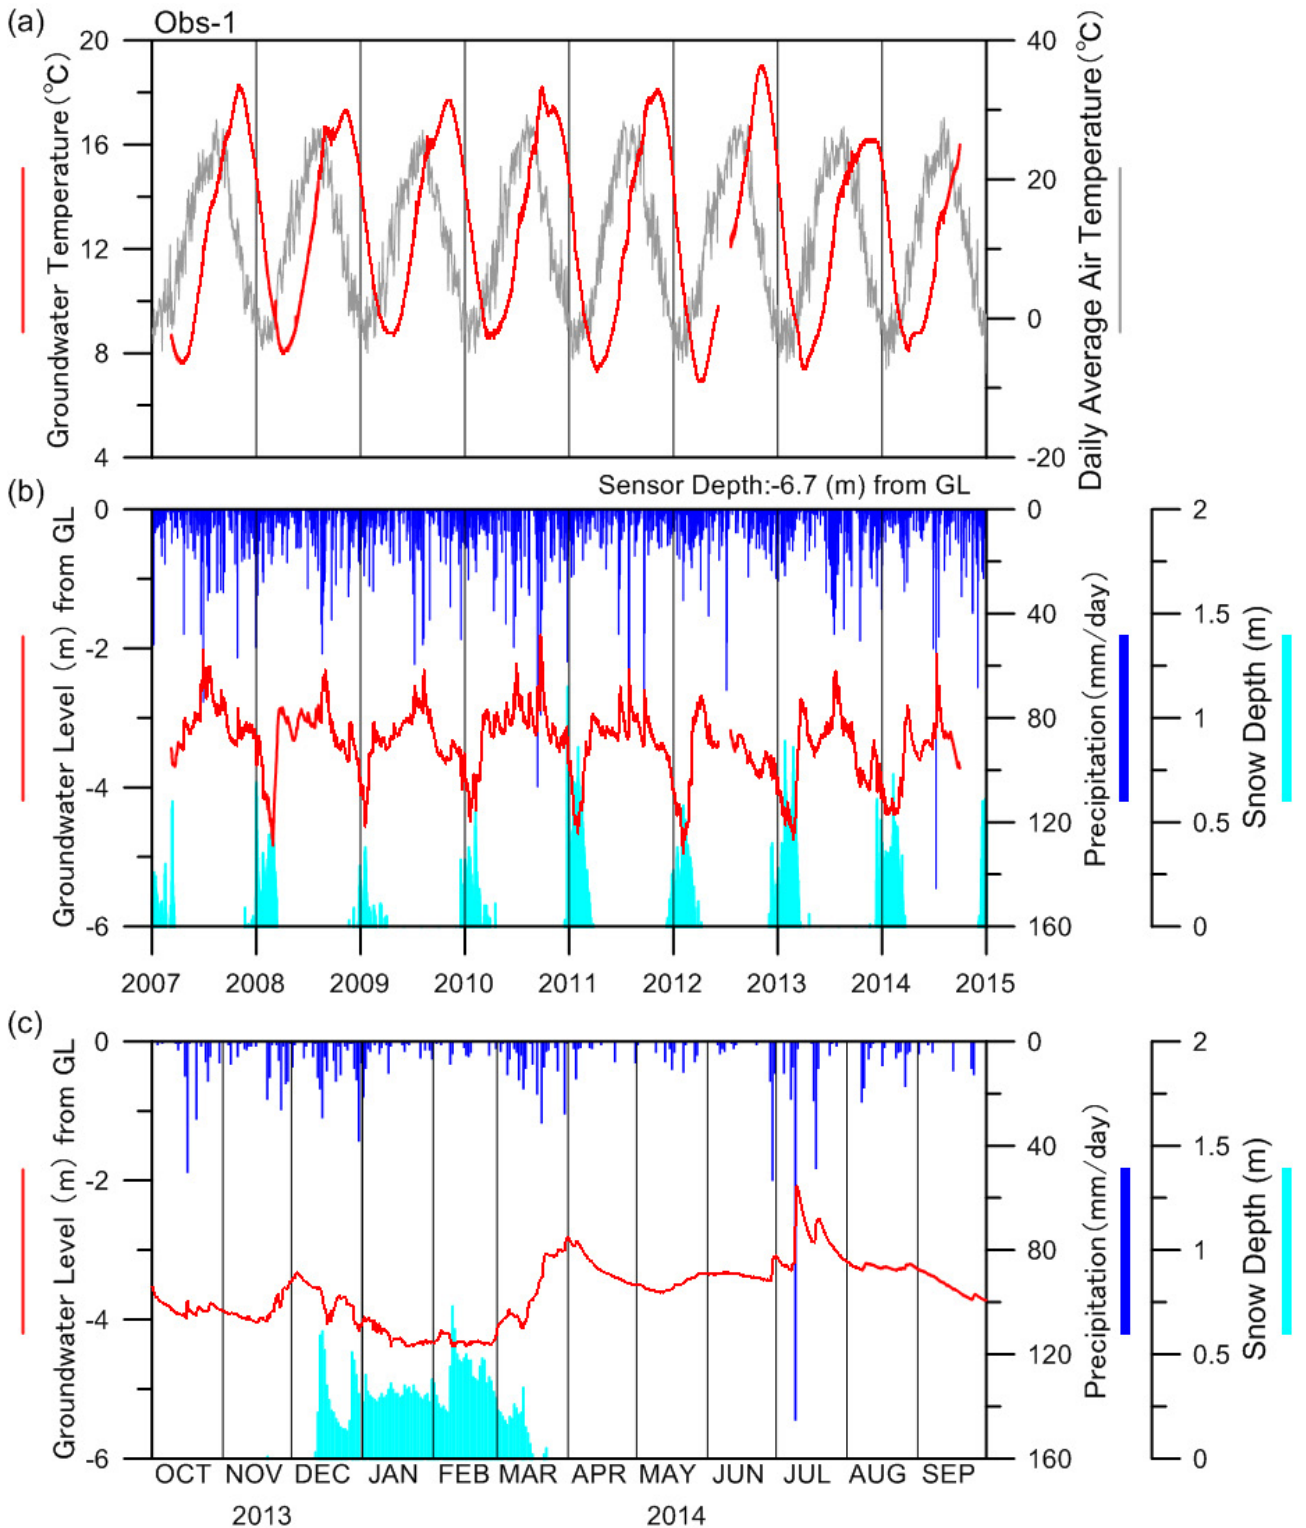 (a)
Obs-1
Groundwater Temperature(℃)
20
16
12
8
4
40
20
0
-20
Daily Average Air Temperature(℃)
(b)
Sensor Depth:-6.7 (m) from GL
Groundwater Level (m) from GL
0
-2
-4
-6
0
40
80
120
160
Precipitation(mm/day)
2
1.5
1
0.5
0
Snow Depth (m)
2007 2008 2009 2010 2011 2012 2013 2014 2015
(c)
Groundwater Level (m) from GL
0
-2
-4
-6
0
40
80
120
160
Precipitation(mm/day)
2
1.5
1
0.5
0
Snow Depth (m)
OCT NOV DEC JAN FEB MAR APR MAY JUN JUL AUG SEP
2013 2014